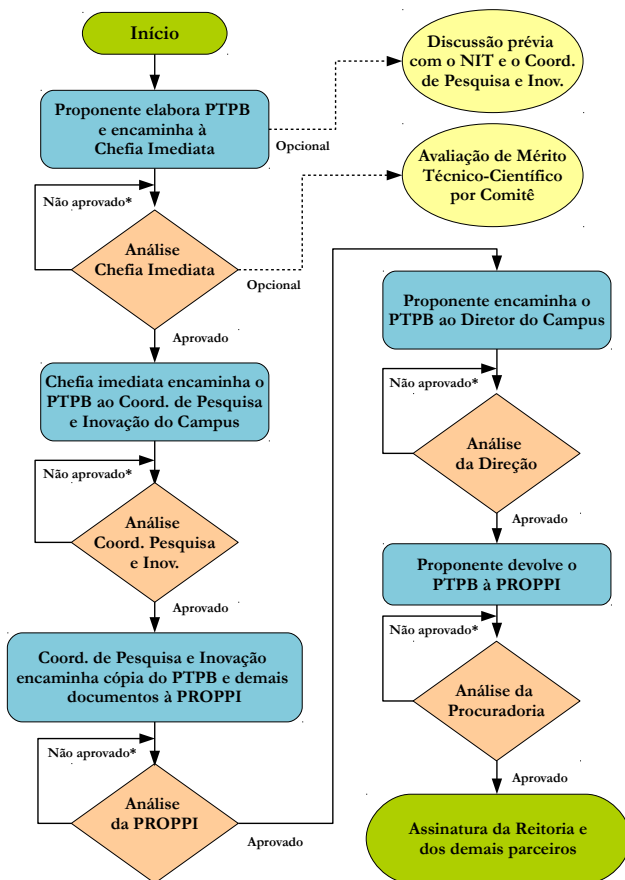 Início
Proponente elabora PTPB
e encaminha à
Chefia Imediata
Opcional
Discussão prévia
com o NIT e o Coord.
de Pesquisa e Inov.
Não aprovado*
Análise
Chefia Imediata
Opcional
Avaliação de Mérito
Técnico-Científico
por Comitê
Aprovado
Chefia imediata encaminha o
PTPB ao Coord. de Pesquisa
e Inovação do Campus
Não aprovado*
Análise
Coord. Pesquisa
e Inov.
Aprovado
Coord. de Pesquisa e Inovação
encaminha cópia do PTPB e demais
documentos à PROPPI
Não aprovado*
Análise
da PROPPI
Aprovado
Proponente encaminha o
PTPB ao Diretor do Campus
Não aprovado*
Análise
da Direção
Aprovado
Proponente devolve o
PTPB à PROPPI
Não aprovado*
Análise da
Procuradoria
Aprovado
Assinatura da Reitoria e
dos demais parceiros